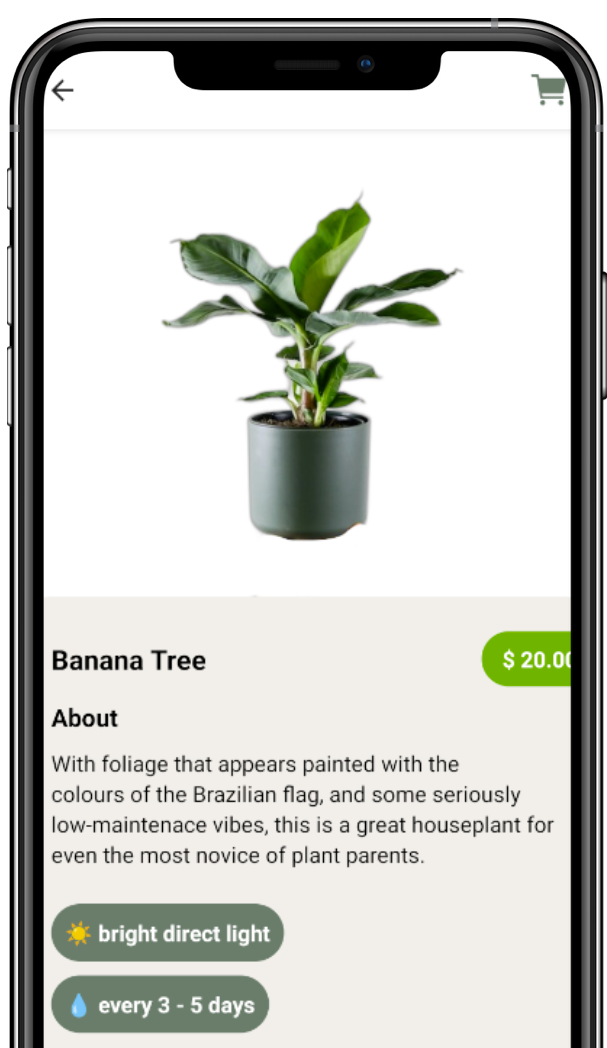 Banana Tree
$ 20.00
About
With foliage that appears painted with the
colours of the Brazilian flag, and some seriously
low-maintenace vibes, this is a great houseplant for
even the most novice of plant parents.
☀️ bright direct light
💧 every 3 - 5 days